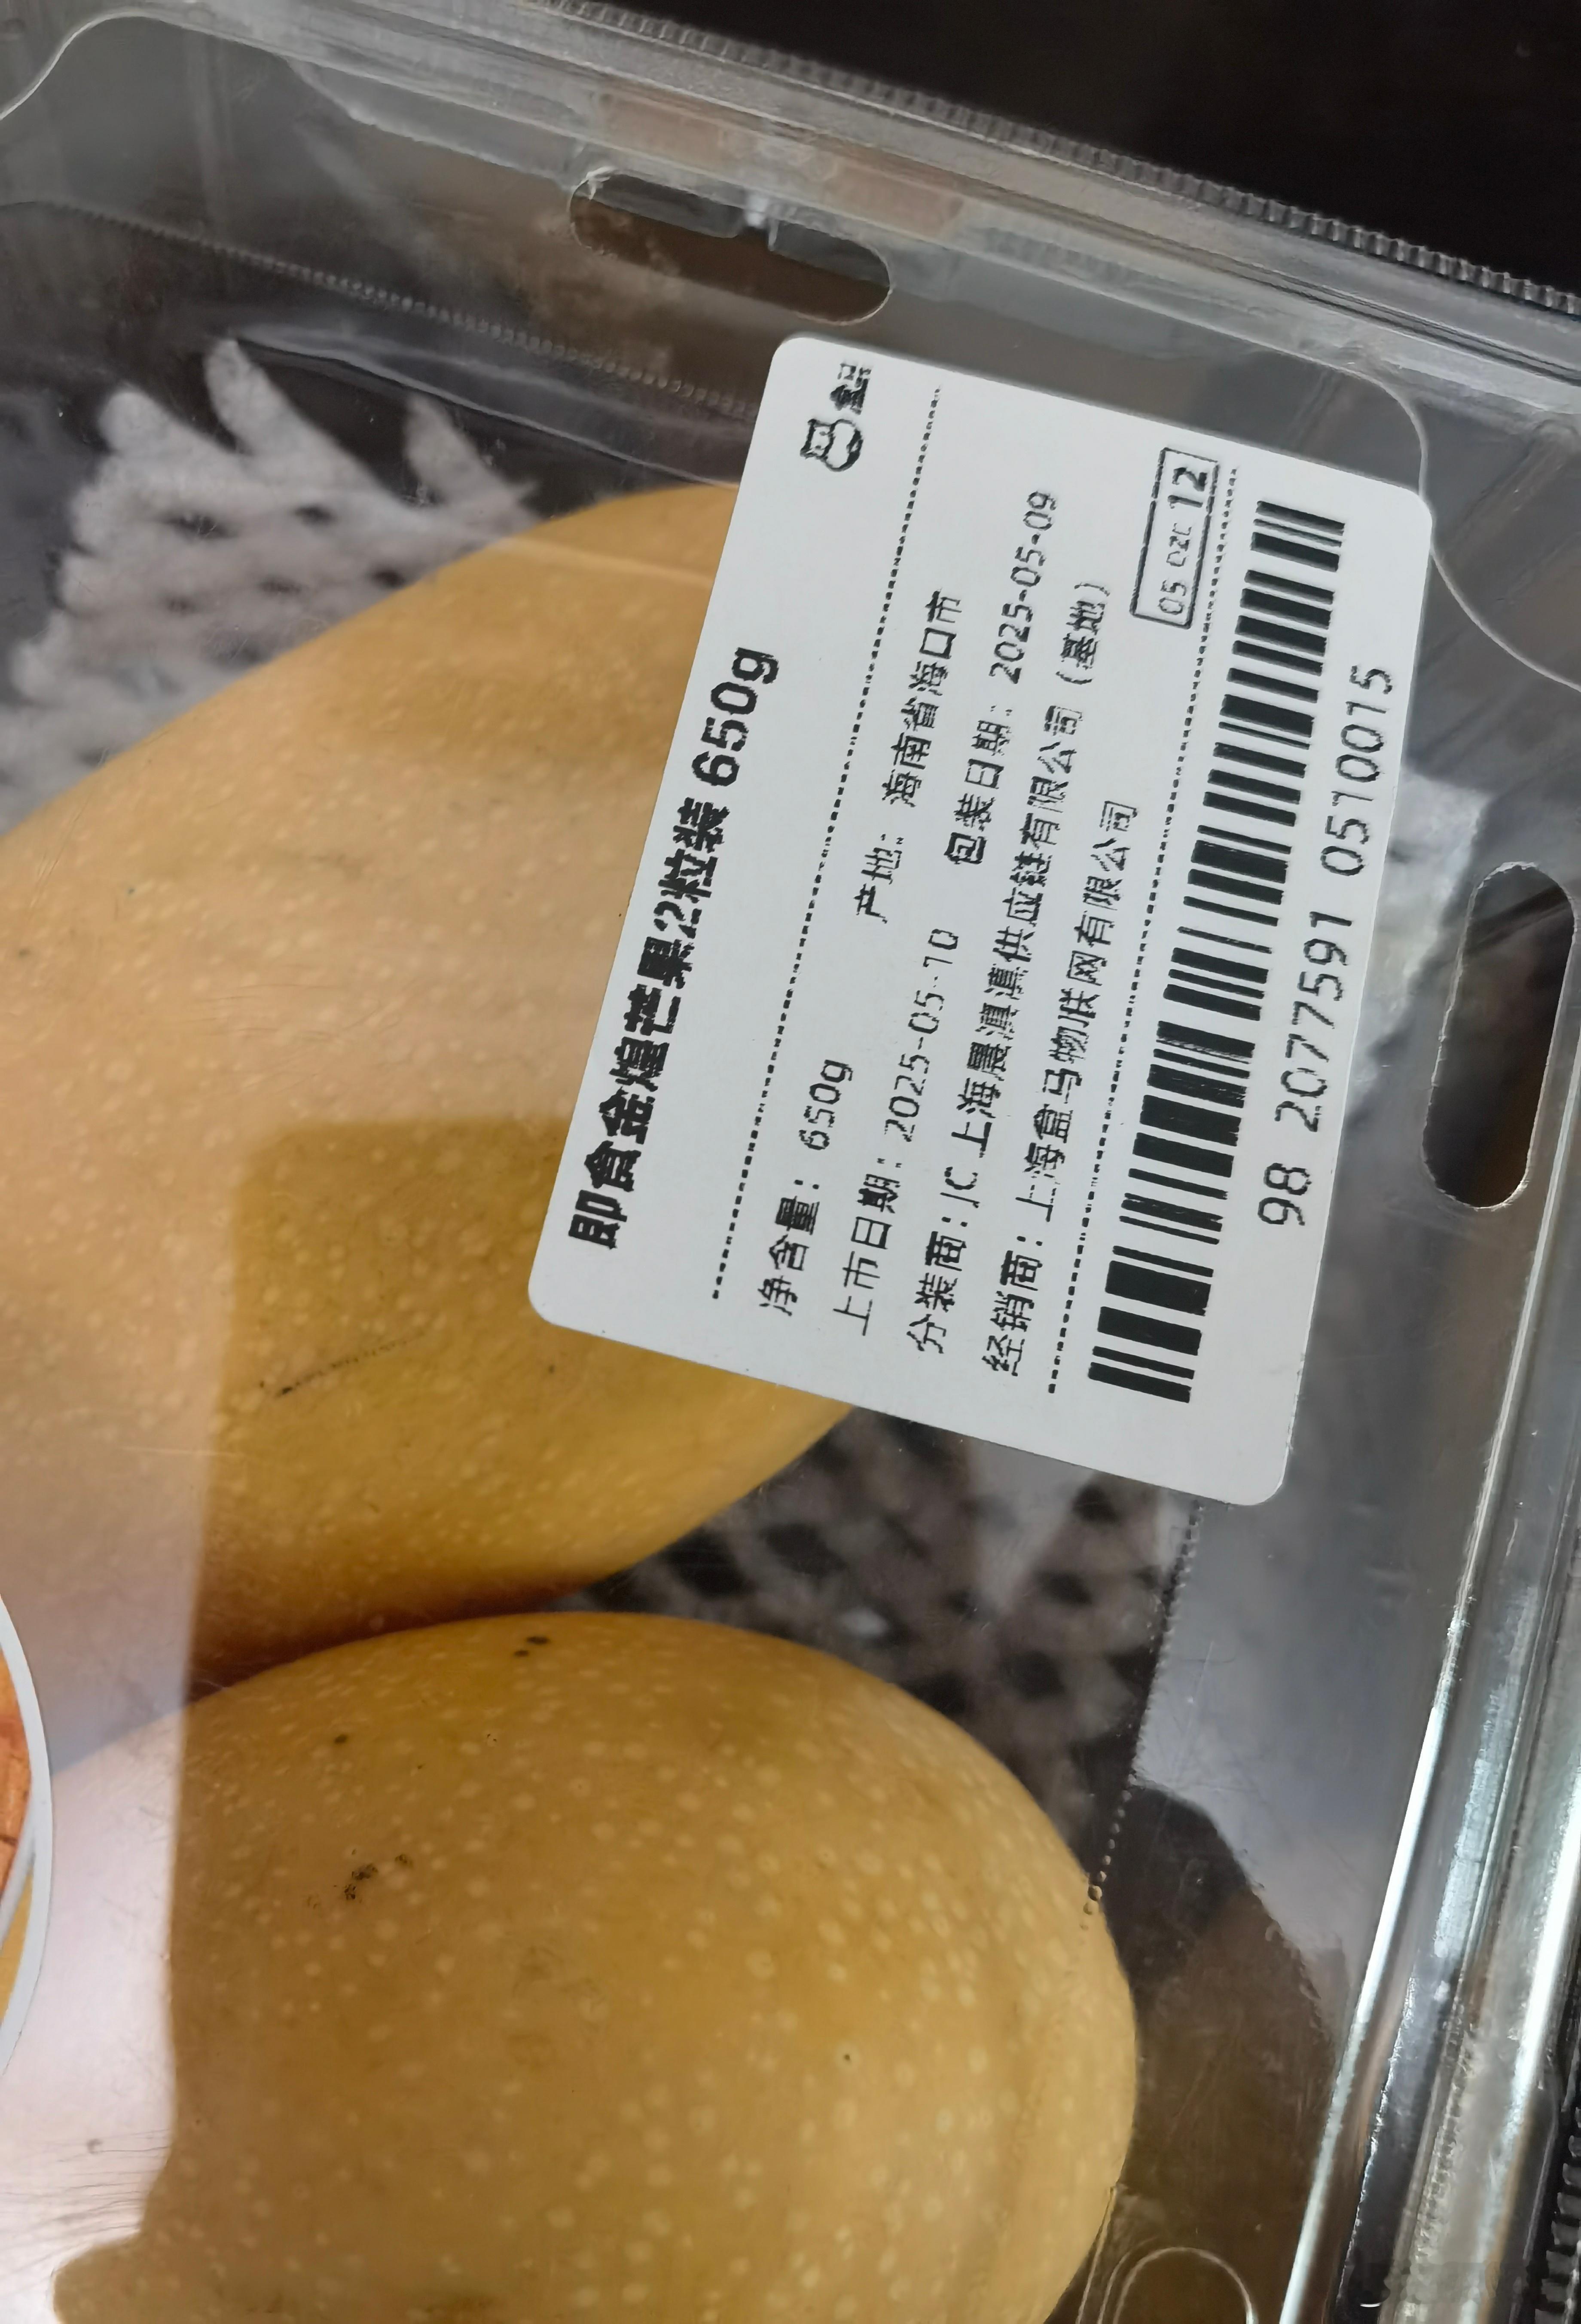 即食金煌芒果2粒装 650g
净含量: 650g 产地: 海南省海口市
上市日期: 2025-05-10 包装日期: 2025-05-09
分装商: JC 上海晨滇滇供应链有限公司 (基地)
经销商: 上海盒马物联网有限公司
05 12
98 2077591 0510015